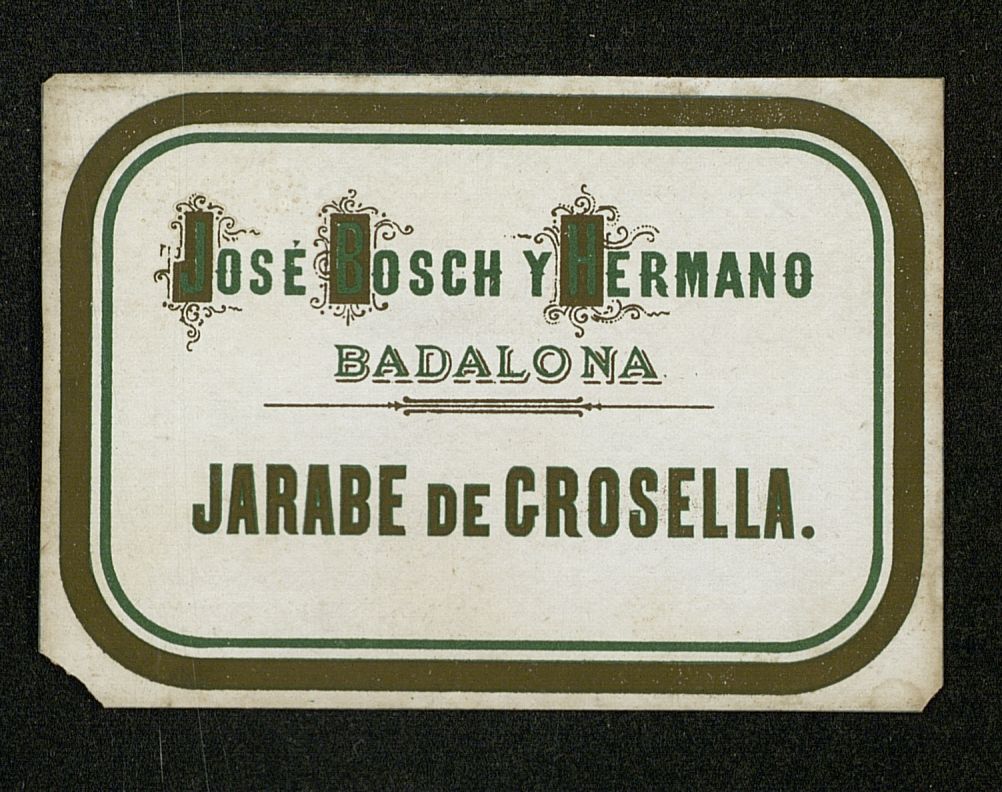 JOSÉ BOSCH Y HERMANO
BADALONA
JARABE DE GROSELLA.